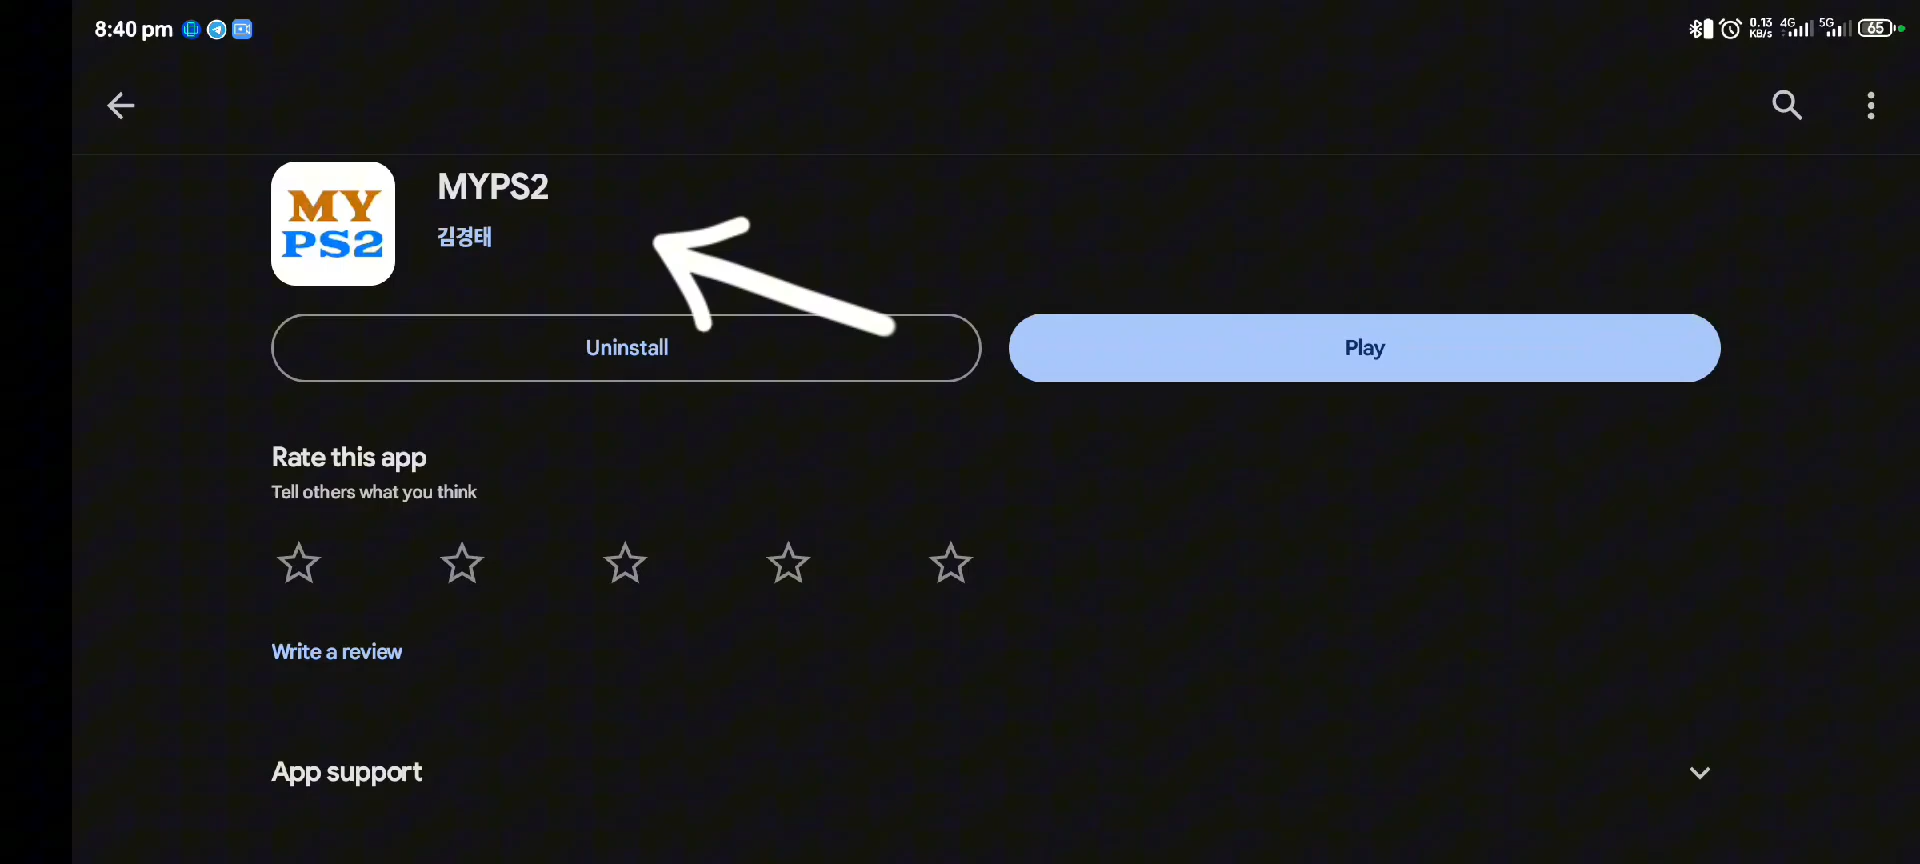 8:40 pm
0.13
KB/s
4G
5G
65
MY
PS2
MYPS2
김경태
Uninstall
Play
Rate this app
Tell others what you think
Write a review
App support